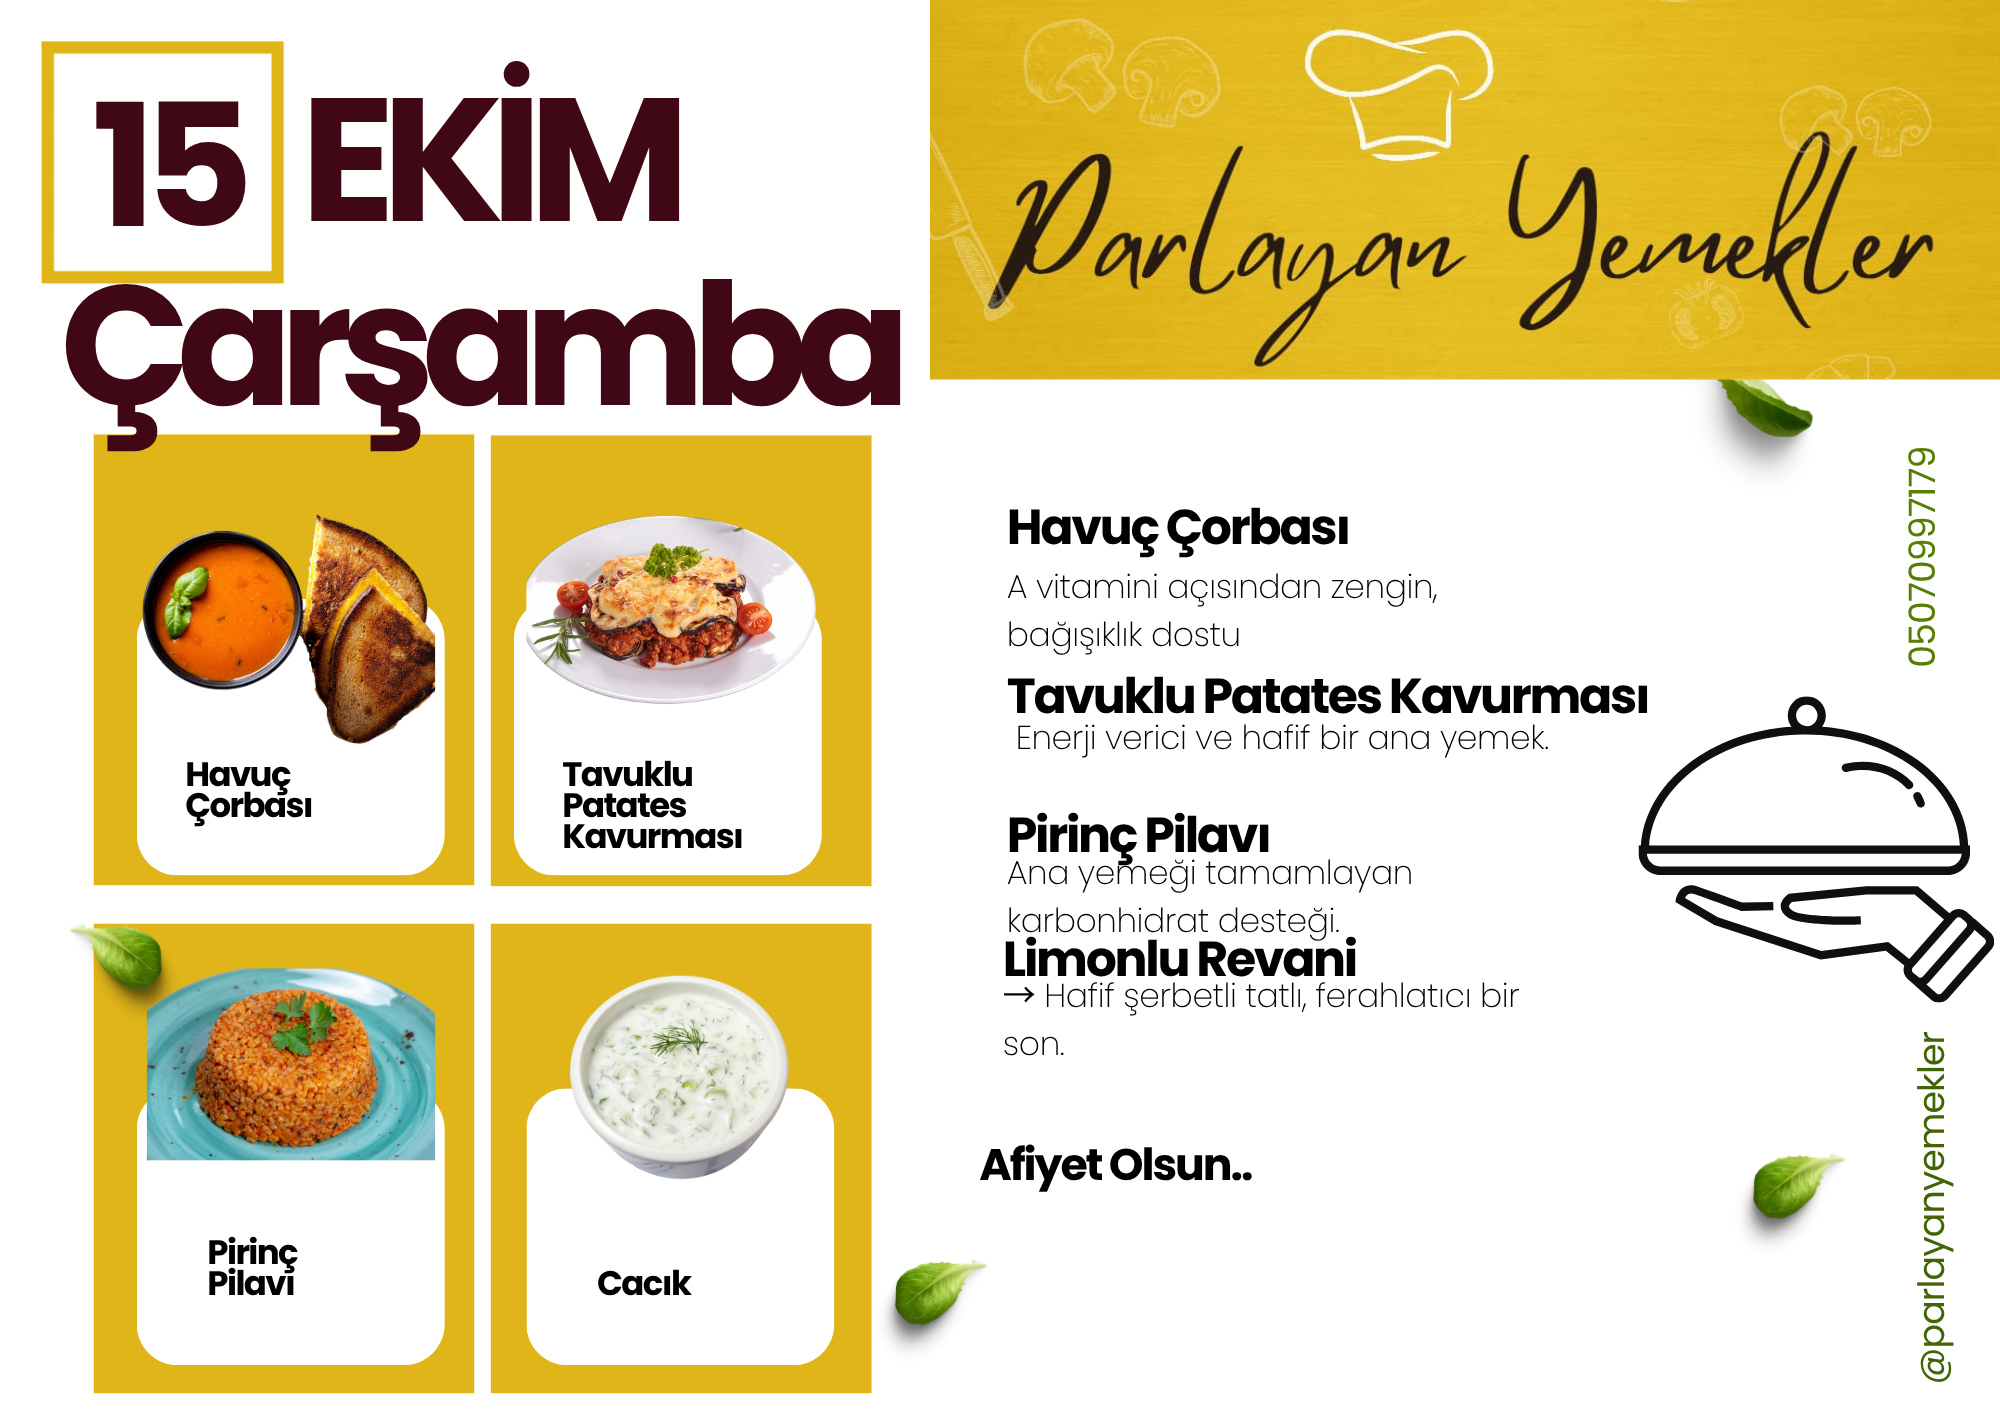 15 EKİM
Çarşamba
Parlayan Yemekler
Havuç
Çorbası
Tavuklu
Patates
Kavurması
Pirinç
Pilavı
Cacık
Havuç Çorbası
A vitamini açısından zengin,
bağışıklık dostu
Tavuklu Patates Kavurması
Enerji verici ve hafif bir ana yemek.
Pirinç Pilavı
Ana yemeği tamamlayan
karbonhidrat desteği.
Limonlu Revani
→ Hafif şerbetli tatlı, ferahlatıcı bir
son.
Afiyet Olsun..
05070997179
@parlayanyemekler